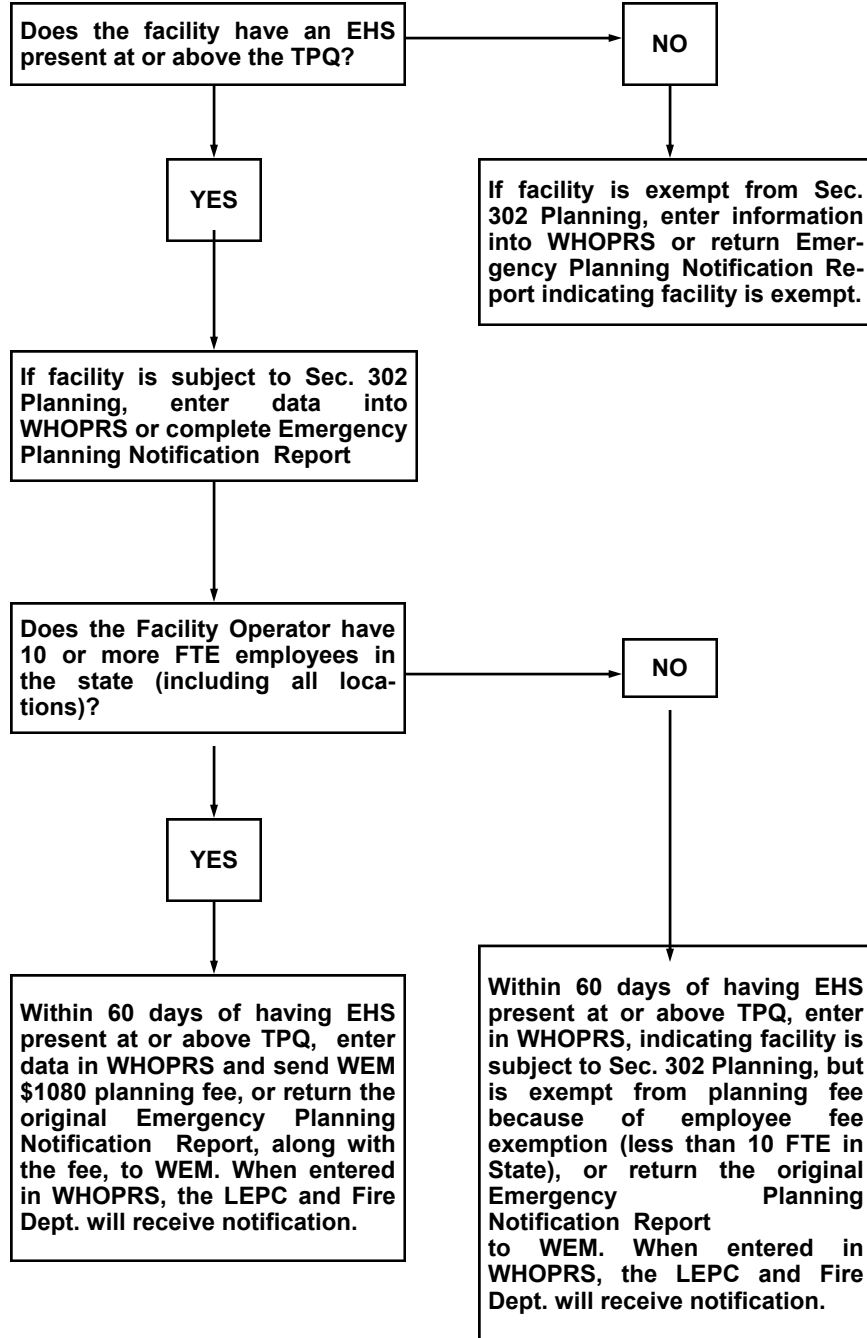 Does the facility have an EHS
present at or above the TPQ?
NO
YES
If facility is exempt from Sec.
302 Planning, enter information
into WHOPRS or return Emer-
gency Planning Notification Re-
port indicating facility is exempt.
If facility is subject to Sec. 302
Planning, enter data into
WHOPRS or complete Emergency
Planning Notification Report
Does the Facility Operator have
10 or more FTE employees in
the state (including all loca-
tions)?
NO
YES
Within 60 days of having EHS
present at or above TPQ, enter
data in WHOPRS and send WEM
$1080 planning fee, or return the
original Emergency Planning
Notification Report, along with
the fee, to WEM. When entered
in WHOPRS, the LEPC and Fire
Dept. will receive notification.
Within 60 days of having EHS
present at or above TPQ, enter
in WHOPRS, indicating facility is
subject to Sec. 302 Planning, but
is exempt from planning fee
because of employee fee
exemption (less than 10 FTE in
State), or return the original
Emergency Planning
Notification Report
to WEM. When entered in
WHOPRS, the LEPC and Fire
Dept. will receive notification.